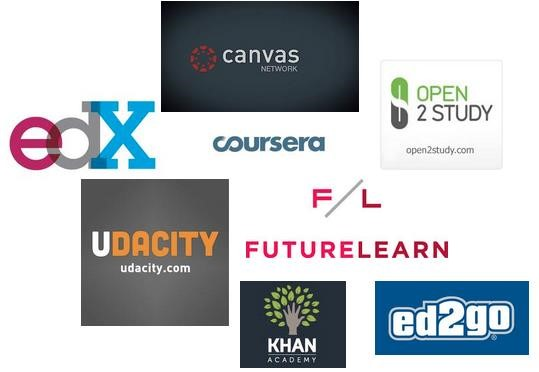 canvas
NETWORK
OPEN
2 STUDY
open2study.com
edX
coursera
F/L
FUTURELEARN
UDACITY
udacity.com
KHAN
ACADEMY
ed2go®